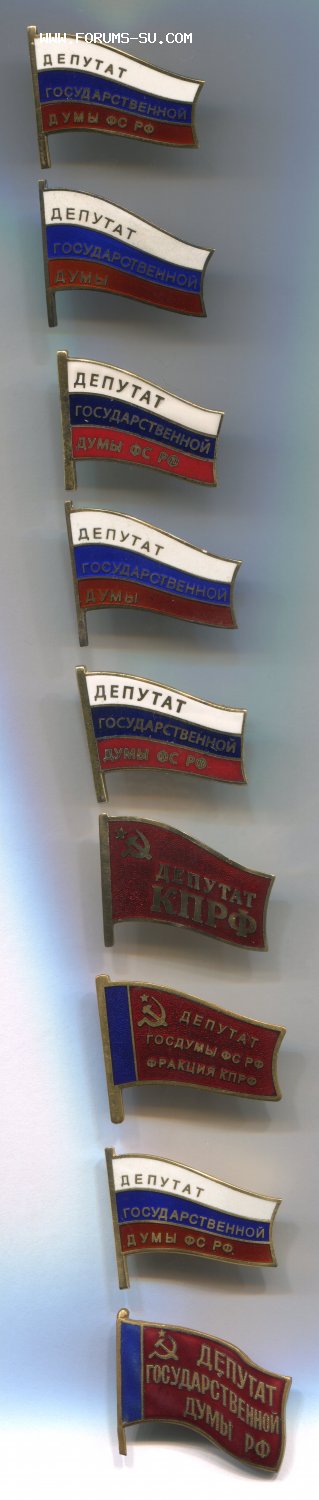 WWW.FORUMS-SU.COM
ДЕПУТАТ
ГОСУДАРСТВЕННОЙ
ДУМЫ ФС РФ
ДЕПУТАТ
ГОСУДАРСТВЕННОЙ
ДУМЫ
ДЕПУТАТ
ГОСУДАРСТВЕННОЙ
ДУМЫ ФС РФ
ДЕПУТАТ
ГОСУДАРСТВЕННОЙ
ДУМЫ
ДЕПУТАТ
ГОСУДАРСТВЕННОЙ
ДУМЫ ФС РФ
ДЕПУТАТ
КПРФ
ДЕПУТАТ
ГОСДУМЫ ФС РФ
ФРАКЦИЯ КПРФ
ДЕПУТАТ
ГОСУДАРСТВЕННОЙ
ДУМЫ ФС РФ
ДЕПУТАТ
ГОСУДАРСТВЕННОЙ
ДУМЫ РФ